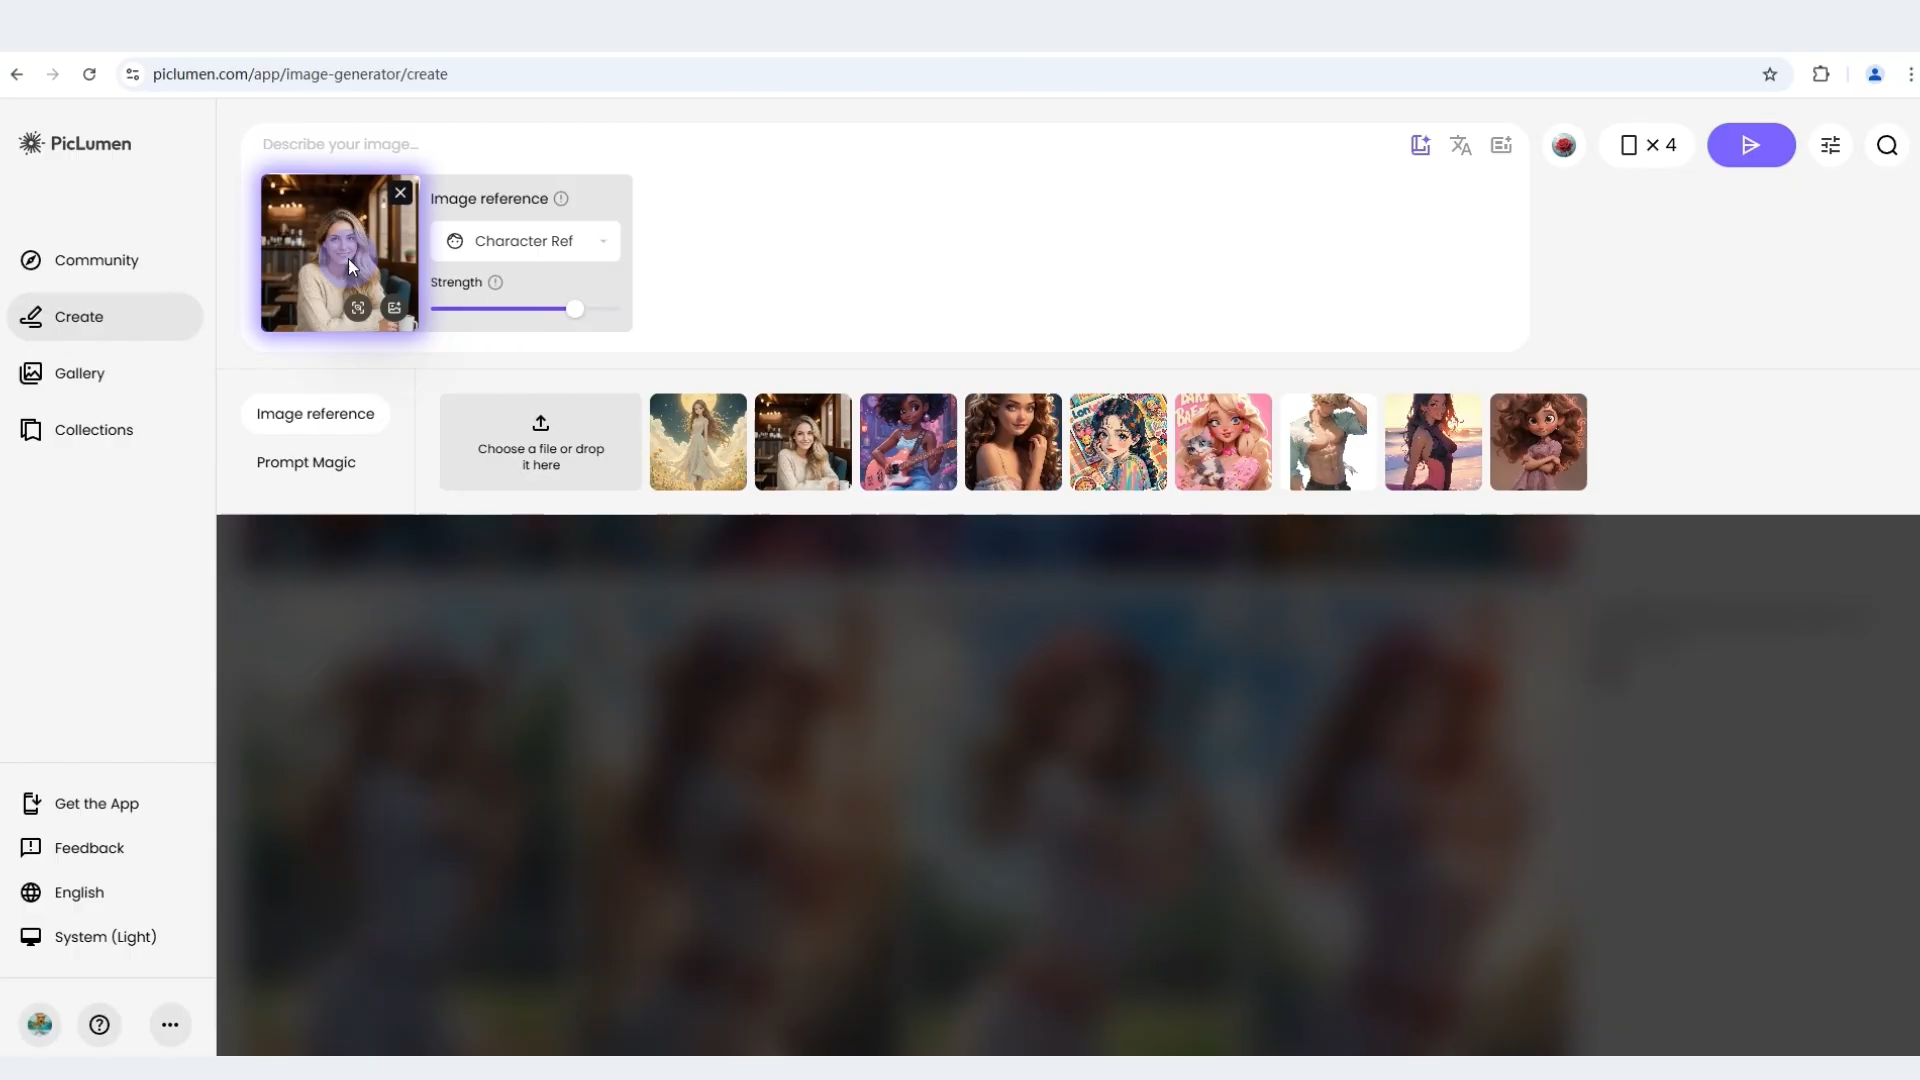 piclumen.com/app/image-generator/create
PicLumen
Describe your image...
× 4
Image reference
Character Ref
Strength
Community
Create
Gallery
Collections
Image reference
Prompt Magic
Choose a file or drop
it here
Get the App
Feedback
English
System (Light)